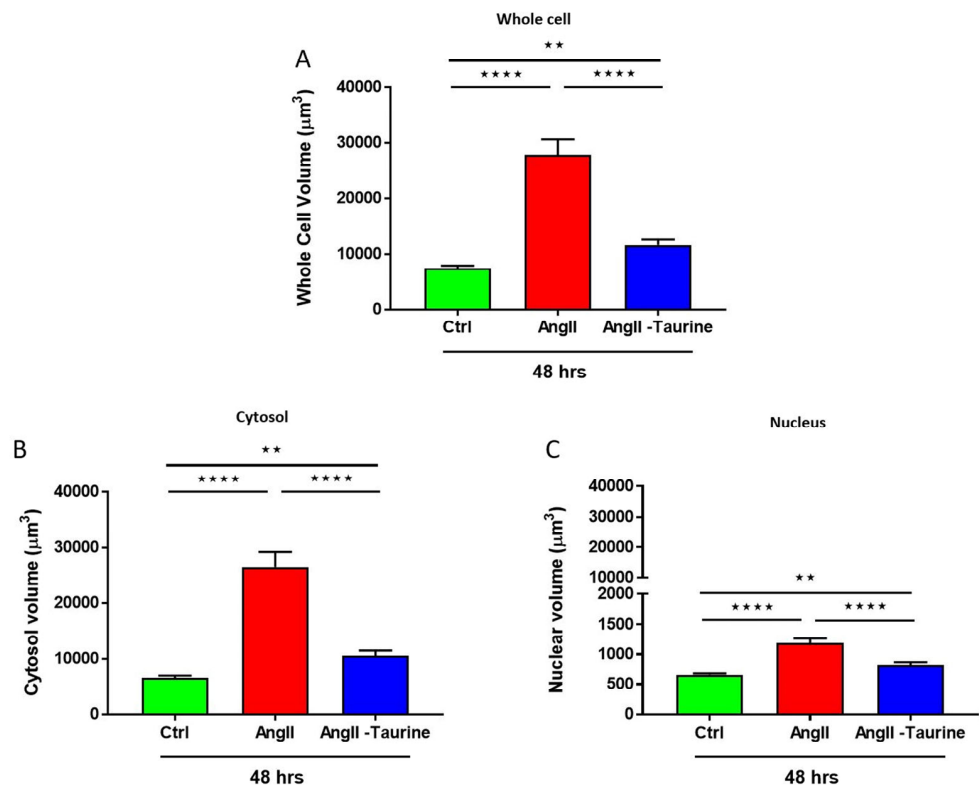 Whole cell
A
★★
★★★★ ★★★★
Whole Cell Volume (μm³)
40000
30000
20000
10000
0
Ctrl AngII AngII -Taurine
48 hrs
Cytosol
B
★★
★★★★ ★★★★
Cytosol volume (μm³)
40000
30000
20000
10000
0
Ctrl AngII AngII -Taurine
48 hrs
Nucleus
C
Nuclear volume (μm³)
40000
30000
20000
10000
2000
1500
1000
500
0
★★
★★★★ ★★★★
Ctrl AngII AngII -Taurine
48 hrs